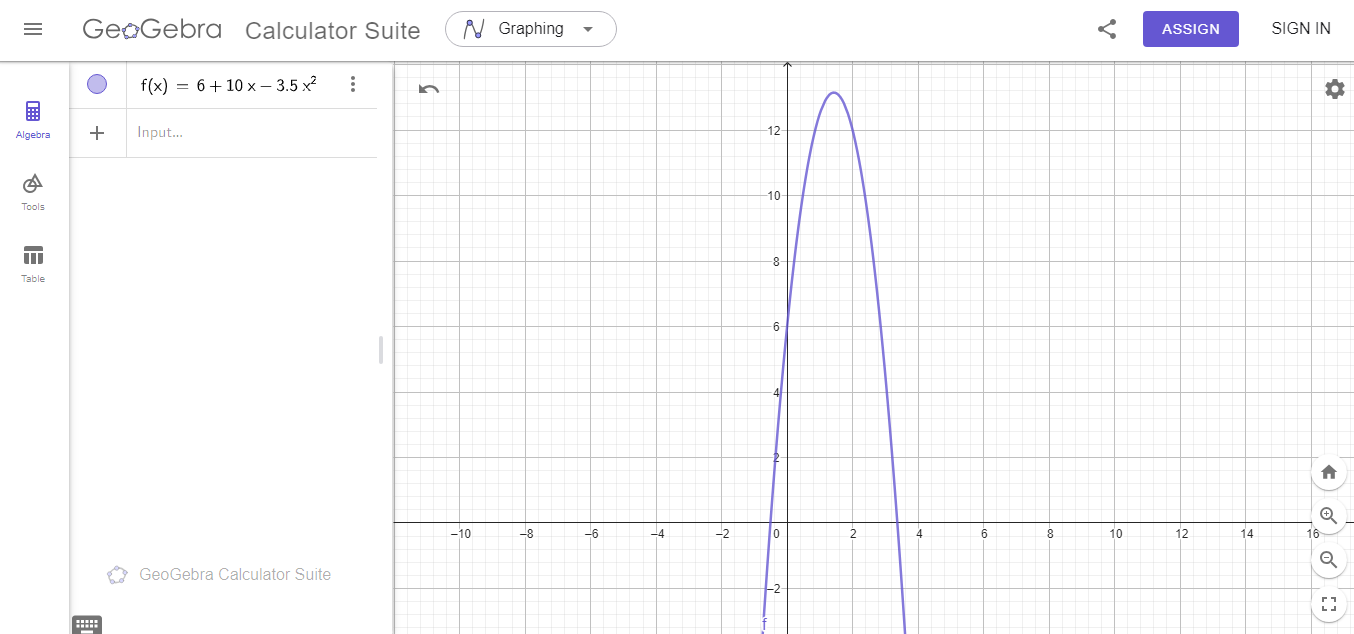 GeoGebra Calculator Suite Graphing ASSIGN SIGN IN
f(x) = 6 + 10 x − 3.5 x²
Input...
Algebra
Tools
Table
12
10
8
6
4
2
−10 −8 −6 −4 −2 0 2 4 6 8 10 12 14 16
−2
f
GeoGebra Calculator Suite